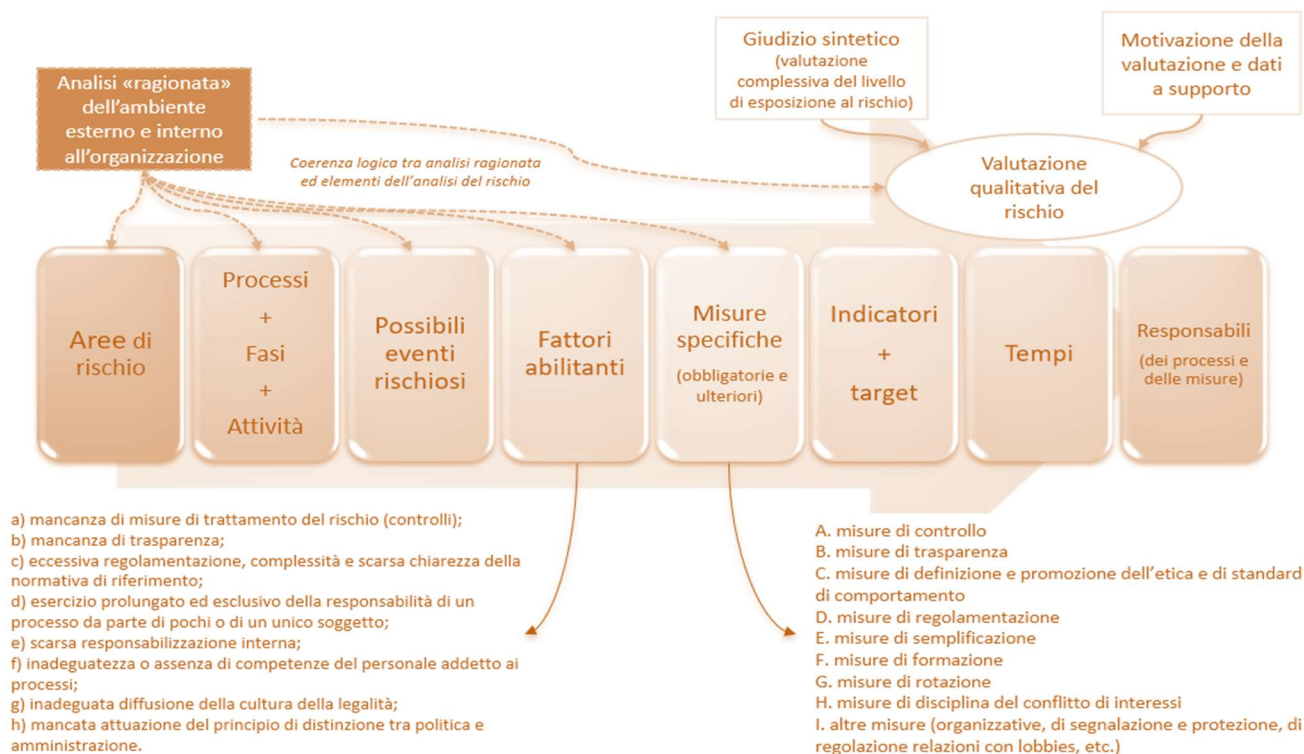 Analisi «ragionata»
dell'ambiente
esterno e interno
all'organizzazione
Giudizio sintetico
(valutazione
complessiva del livello
di esposizione al rischio)
Motivazione della
valutazione e dati
a supporto
Coerenza logica tra analisi ragionata
ed elementi dell'analisi del rischio
Valutazione
qualitativa del
rischio
Aree di
rischio
Processi
+
Fasi
+
Attività
Possibili
eventi
rischiosi
Fattori
abilitanti
Misure
specifiche
(obbligatorie e
ulteriori)
Indicatori
+
target
Tempi
Responsabili
(dei processi e
delle misure)
a) mancanza di misure di trattamento del rischio (controlli);
b) mancanza di trasparenza;
c) eccessiva regolamentazione, complessità e scarsa chiarezza della
normativa di riferimento;
d) esercizio prolungato ed esclusivo della responsabilità di un
processo da parte di pochi o di un unico soggetto;
e) scarsa responsabilizzazione interna;
f) inadeguatezza o assenza di competenze del personale addetto ai
processi;
g) inadeguata diffusione della cultura della legalità;
h) mancata attuazione del principio di distinzione tra politica e
amministrazione.
A. misure di controllo
B. misure di trasparenza
C. misure di definizione e promozione dell'etica e di standard
di comportamento
D. misure di regolamentazione
E. misure di semplificazione
F. misure di formazione
G. misure di rotazione
H. misure di disciplina del conflitto di interessi
I. altre misure (organizzative, di segnalazione e protezione, di
regolazione relazioni con lobbies, etc.)